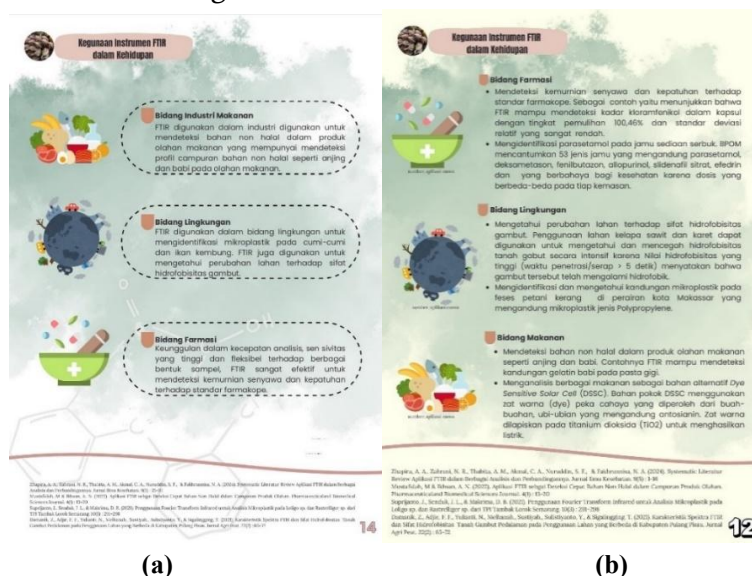 Kegunaan Instrumen FTIR
dalam Kehidupan
Bidang Industri Makanan
FTIR digunakan dalam industri digunakan untuk
mendeteksi bahan non halal dalam produk
olahan makanan yang mempunyai mendeteksi
profil campuran bahan non halal seperti anjing
dan babi pada olahan makanan.
Bidang Lingkungan
FTIR digunakan dalam bidang lingkungan untuk
mengidentifikasi mikroplastik pada cumi-cumi
dan ikan kembung. FTIR juga digunakan untuk
mengetahui perubahan lahan terhadap sifat
hidrofobisitas gambut.
Bidang Farmasi
Keunggulan dalam kecepatan analisis, sen sivitas
yang tinggi dan fleksibel terhadap berbagai
bentuk sampel, FTIR sangat efektif untuk
mendeteksi kemurnian senyawa dan kepatuhan
terhadap standar farmakope.
14
(a)
Kegunaan Instrumen FTIR
dalam Kehidupan
Bidang Farmasi
• Mendeteksi kemurnian senyawa dan kepatuhan terhadap
standar farmakope. Sebagai contoh yaitu menunjukkan bahwa
FTIR mampu mendeteksi kadar kloramfenikol dalam kapsul
dengan tingkat pemulihan 100,46% dan standar deviasi
relatif yang sangat rendah.
• Mengidentifikasi parasetamol pada jamu sediaan serbuk. BPOM
mencantumkan 53 jenis jamu yang mengandung parasetamol,
deksametason, fenilbutazon, allopurinol, sildenafil sitrat, efedrin
dan yang berbahaya bagi kesehatan karena dosis yang
berbeda-beda pada tiap kemasan.
Bidang Lingkungan
• Mengetahui perubahan lahan terhadap sifat hidrofobisitas
gambut. Penggunaan lahan kelapa sawit dan karet dapat
digunakan untuk mengetahui dan mencegah hidrofobisitas
tanah gabut secara intensif karena Nilai hidrofobisitas yang
tinggi (waktu penetrasi/serap > 5 detik) menyatakan bahwa
gambut tersebut telah mengalami hidrofobik.
• Mengidentifikasi dan mengetahui kandungan mikroplastik pada
feses petani kerang di perairan kota Makassar yang
mengandung mikroplastik jenis Polypropylene.
Bidang Makanan
• Mendeteksi bahan non halal dalam produk olahan makanan
seperti anjing dan babi. Contohnya FTIR mampu mendeteksi
kandungan gelatin babi pada pasta gigi.
• Menganalisis berbagai makanan sebagai bahan alternatif Dye
Sensitive Solar Cell (DSSC). Bahan pokok DSSC menggunakan
zat warna (dye) peka cahaya yang diperoleh dari buah-
buahan, ubi-ubian yang mengandung antosianin. Zat warna
dilapiskan pada titanium dioksida (TiO2) untuk menghasilkan
listrik.
12
(b)